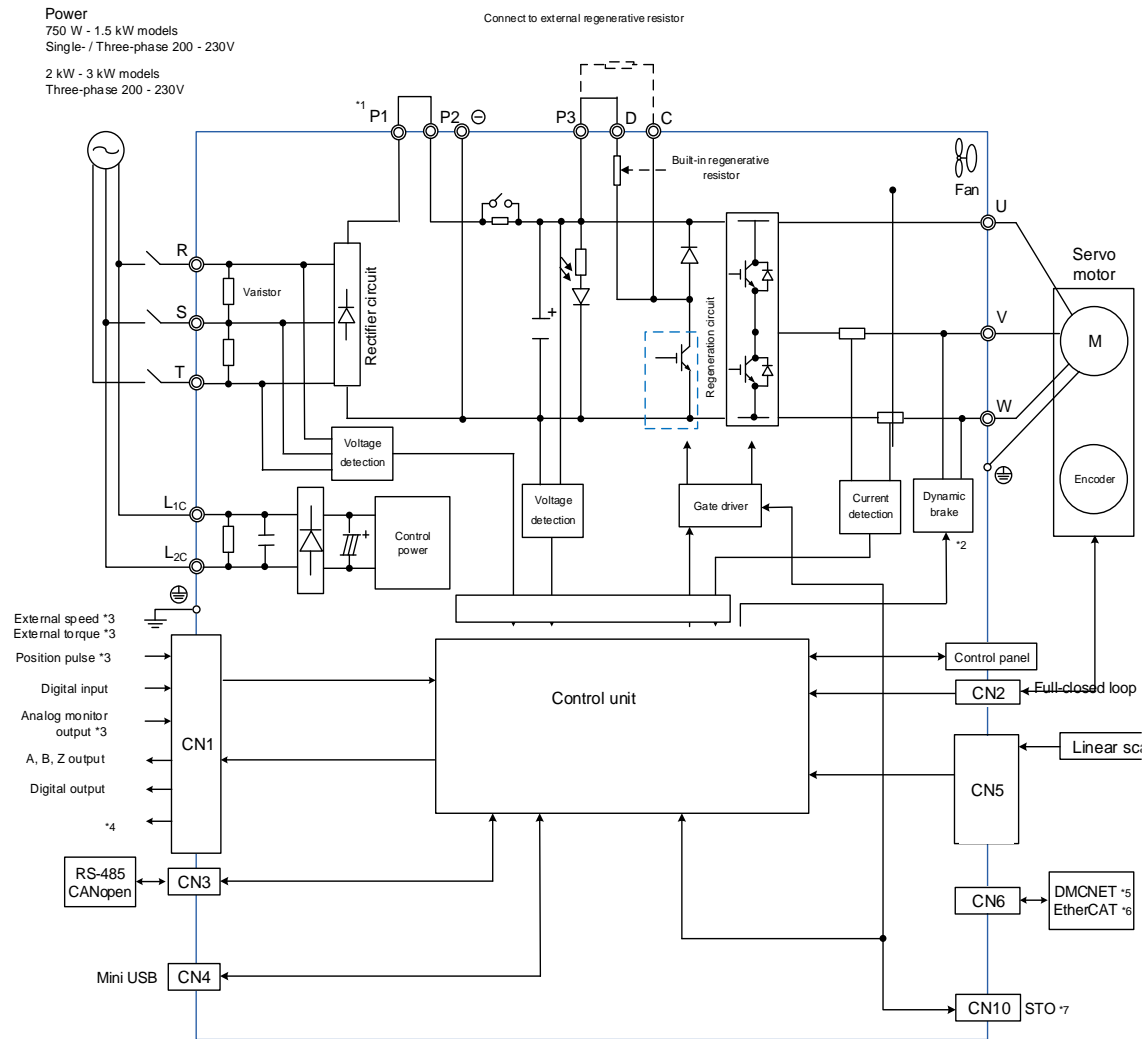 Power
750 W - 1.5 kW models
Single- / Three-phase 200 - 230V
2 kW - 3 kW models
Three-phase 200 - 230V
Connect to external regenerative resistor
*1
P1
P2
⊖
P3
D
C
Built-in regenerative
resistor
Fan
U
R
Servo
motor
Varistor
Rectifier circuit
S
V
M
Regeneration circuit
T
W
Voltage
detection
Encoder
L1C
Voltage
detection
Gate driver
Current
detection
Dynamic
brake
*2
Control
power
L2C
External speed *3
External torque *3
Position pulse *3
Digital input
Analog monitor
output *3
A, B, Z output
Digital output
*4
CN1
Control unit
Control panel
CN2
Full-closed loop
Linear sca
CN5
RS-485
CANopen
CN3
CN6
DMCNET *5
EtherCAT *6
Mini USB
CN4
CN10
STO *7